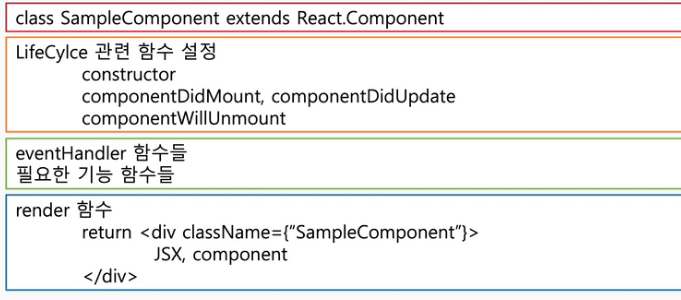 class SampleComponent extends React.Component
LifeCylce 관련 함수 설정
constructor
componentDidMount, componentDidUpdate
componentWillUnmount
eventHandler 함수들
필요한 기능 함수들
render 함수
return <div className={”SampleComponent”}>
JSX, component
</div>